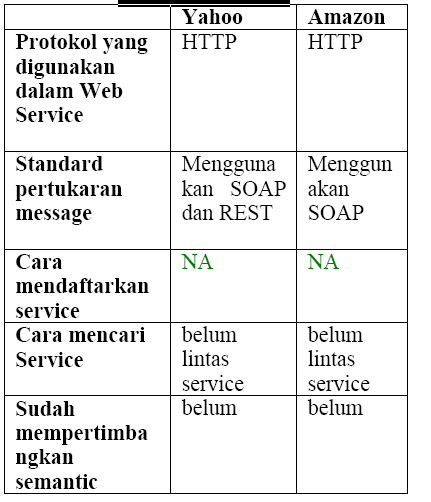 Yahoo Amazon
Protokol yang HTTP HTTP
digunakan
dalam Web
Service
Standard Mengguna Menggun
pertukaran kan SOAP akan
message dan REST SOAP
Cara NA NA
mendaftarkan
service
Cara mencari belum belum
Service lintas lintas
service service
Sudah belum belum
mempertimba
ngkan
semantic